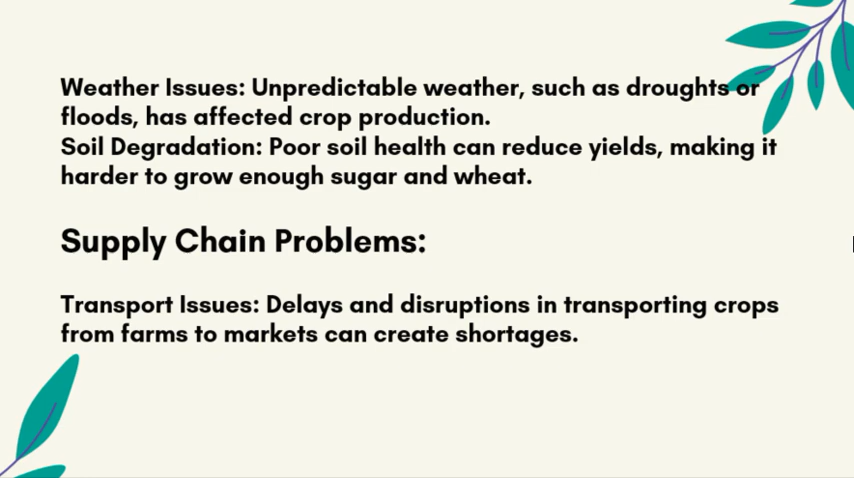 Weather Issues: Unpredictable weather, such as droughts or
floods, has affected crop production.
Soil Degradation: Poor soil health can reduce yields, making it
harder to grow enough sugar and wheat.
Supply Chain Problems:
Transport Issues: Delays and disruptions in transporting crops
from farms to markets can create shortages.